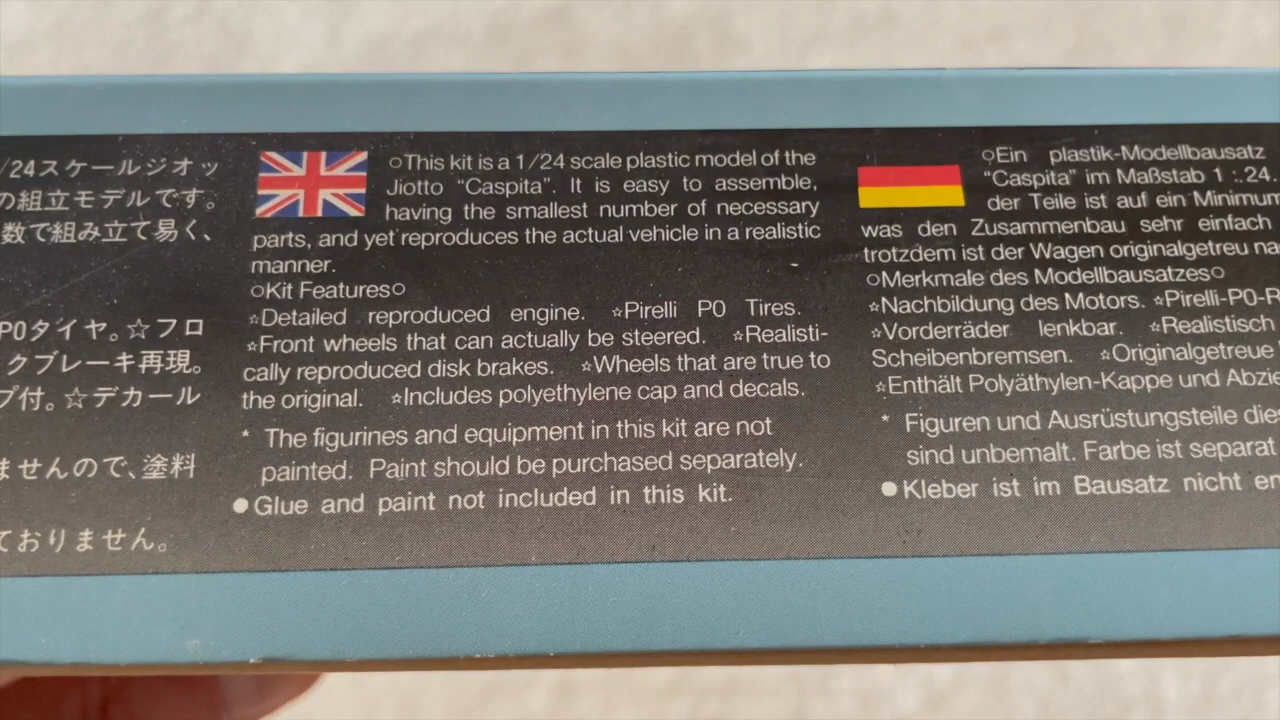 /24スケールジオッ
の組立モデルです。
数で組み立て易く、
P0タイヤ。☆フロ
クブレーキ再現。
プ付。☆デカール
ませんので、塗料
ておりません。
○This kit is a 1/24 scale plastic model of the
Jiotto “Caspita”. It is easy to assemble,
having the smallest number of necessary
parts, and yet reproduces the actual vehicle in a realistic
manner.
○Kit Features○
☆Detailed reproduced engine. ☆Pirelli P0 Tires.
☆Front wheels that can actually be steered. ☆Realisti-
cally reproduced disk brakes. ☆Wheels that are true to
the original. ☆Includes polyethylene cap and decals.
* The figurines and equipment in this kit are not
painted. Paint should be purchased separately.
●Glue and paint not included in this kit.
○Ein plastik-Modellbausatz
“Caspita” im Maßstab 1 : 24.
der Teile ist auf ein Minimum
was den Zusammenbau sehr einfach
trotzdem ist der Wagen originalgetreu na
○Merkmale des Modellbausatzes○
☆Nachbildung des Motors. ☆Pirelli-P0-R
☆Vorderräder lenkbar. ☆Realistisch
Scheibenbremsen. ☆Originalgetreue
☆Enthält Polyäthylen-Kappe und Abzie
* Figuren und Ausrüstungsteile dies
sind unbemalt. Farbe ist separat
●Kleber ist im Bausatz nicht en